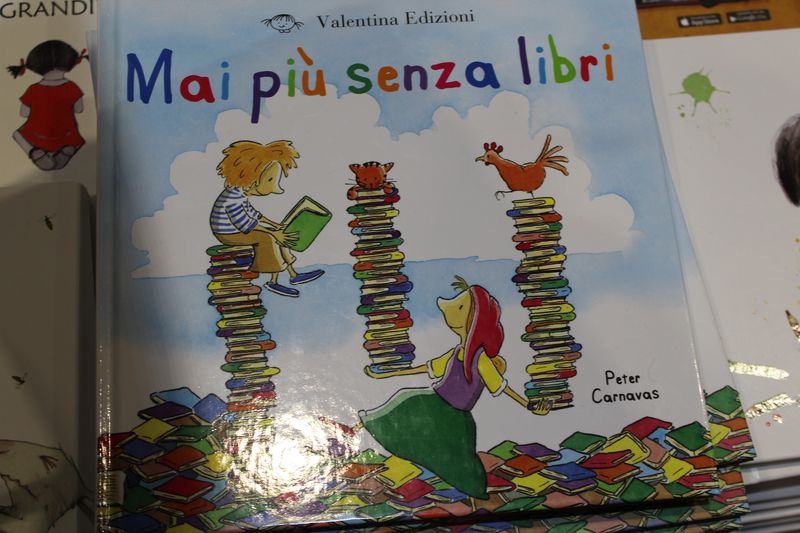 GRANDI
Valentina Edizioni
Mai più senza libri
Peter
Carnavas